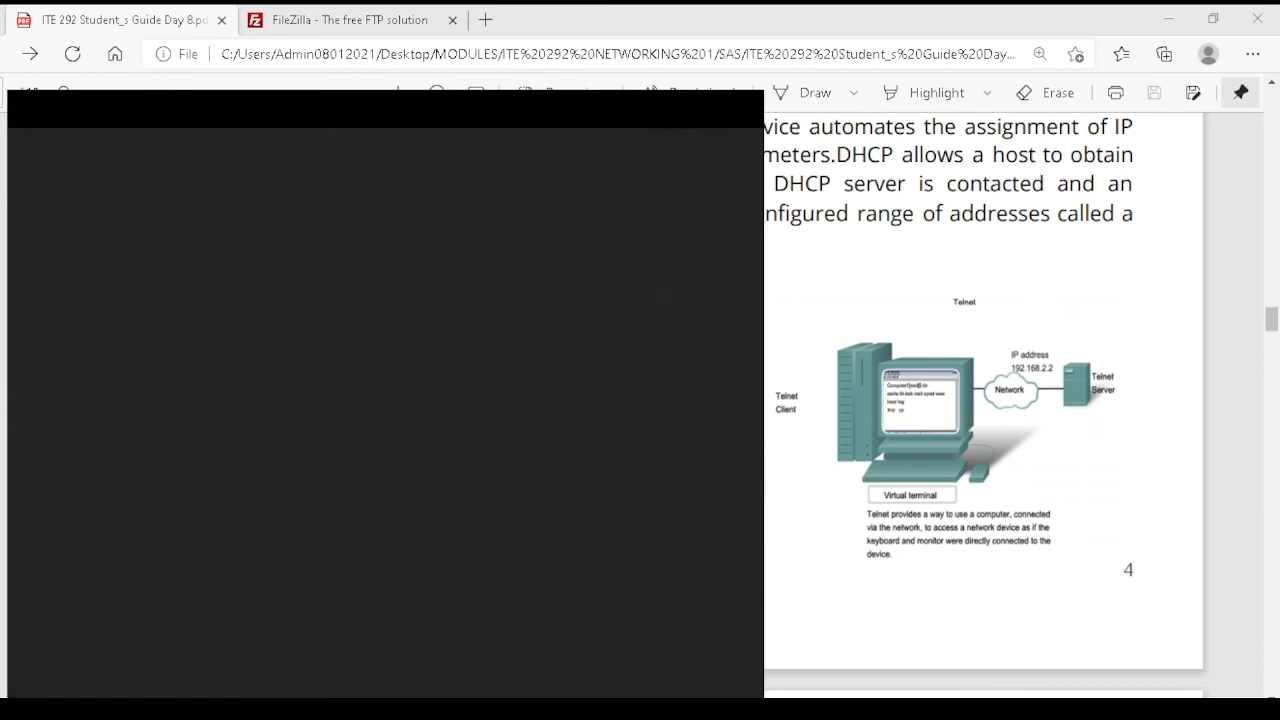 ITE 292 Student_s Guide Day 8.pd
FileZilla - The free FTP solution
File
C:/Users/Admin08012021/Desktop/MODULES/ITE%20292%20NETWORKING%201/SAS/ITE%20292%20Student_s%20Guide%20Day...
Draw
Highlight
Erase
vice automates the assignment of IP
meters.DHCP allows a host to obtain
DHCP server is contacted and an
nfigured range of addresses called a
Telnet
IP address
192.168.2.2
Network
Telnet
Server
Telnet
Client
Virtual terminal
Telnet provides a way to use a computer, connected
via the network, to access a network device as if the
keyboard and monitor were directly connected to the
device.
4